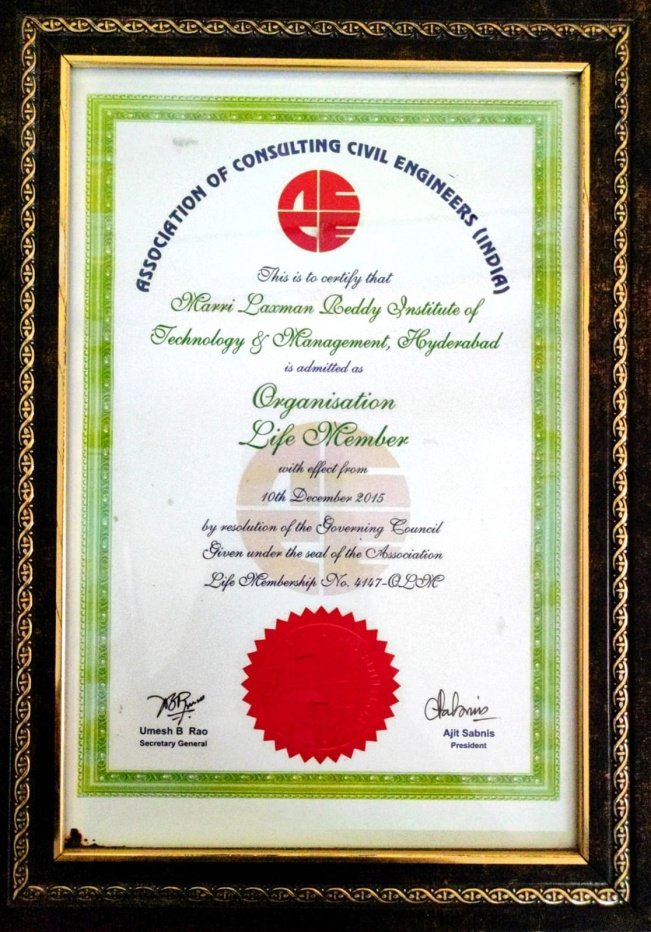 ASSOCIATION OF CONSULTING CIVIL ENGINEERS (INDIA)
ACCE
This is to certify that
Marri Laxman Reddy Institute of
Technology & Management, Hyderabad
is admitted as
Organisation
Life Member
with effect from
10th December 2015
by resolution of the Governing Council
Given under the seal of the Association
Life Membership No. 4147-OLM
Umesh B Rao
Secretary General
Ajit Sabnis
President